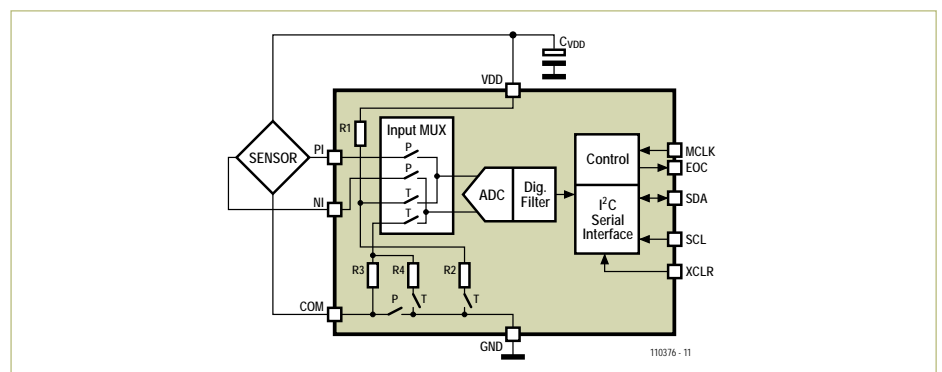 CVDD
VDD
R1
Input MUX
P
P
T
T
SENSOR
PI
NI
ADC
Dig.
Filter
Control
I²C
Serial
Interface
MCLK
EOC
SDA
SCL
XCLR
R3
R4
R2
P
T
T
COM
GND
110376 - 11